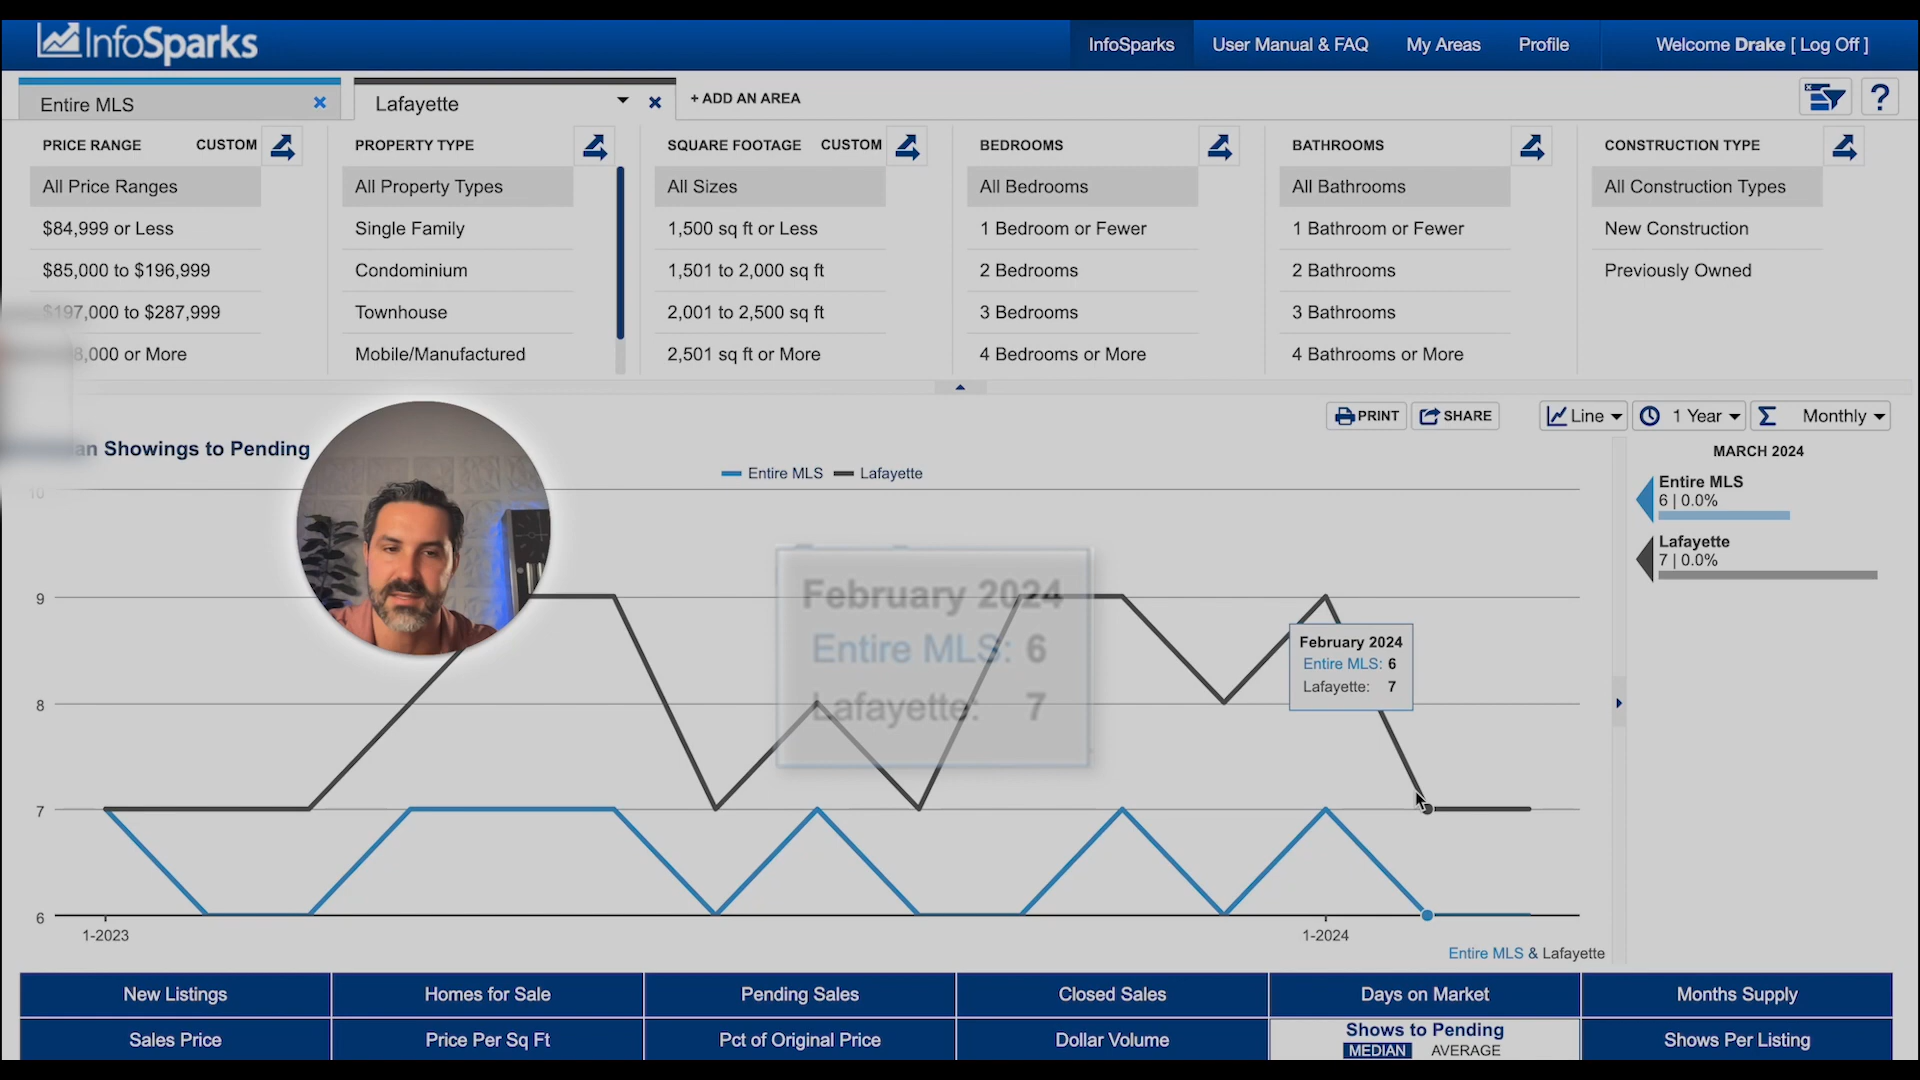 InfoSparks
InfoSparks
User Manual & FAQ
My Areas
Profile
Welcome Drake [ Log Off ]
Entire MLS
Lafayette
+ ADD AN AREA
?
PRICE RANGE
CUSTOM
All Price Ranges
$84,999 or Less
$85,000 to $196,999
$197,000 to $287,999
8,000 or More
PROPERTY TYPE
All Property Types
Single Family
Condominium
Townhouse
Mobile/Manufactured
SQUARE FOOTAGE
CUSTOM
All Sizes
1,500 sq ft or Less
1,501 to 2,000 sq ft
2,001 to 2,500 sq ft
2,501 sq ft or More
BEDROOMS
All Bedrooms
1 Bedroom or Fewer
2 Bedrooms
3 Bedrooms
4 Bedrooms or More
BATHROOMS
All Bathrooms
1 Bathroom or Fewer
2 Bathrooms
3 Bathrooms
4 Bathrooms or More
CONSTRUCTION TYPE
All Construction Types
New Construction
Previously Owned
PRINT
SHARE
Line
1 Year
Monthly
an Showings to Pending
Entire MLS
Lafayette
MARCH 2024
Entire MLS
6 | 0.0%
Lafayette
7 | 0.0%
10
9
8
7
6
February 2024
Entire MLS: 6
Lafayette: 7
February 2024
Entire MLS: 6
Lafayette: 7
1-2023
1-2024
Entire MLS & Lafayette
New Listings
Homes for Sale
Pending Sales
Closed Sales
Days on Market
Months Supply
Sales Price
Price Per Sq Ft
Pct of Original Price
Dollar Volume
Shows to Pending
MEDIAN
AVERAGE
Shows Per Listing